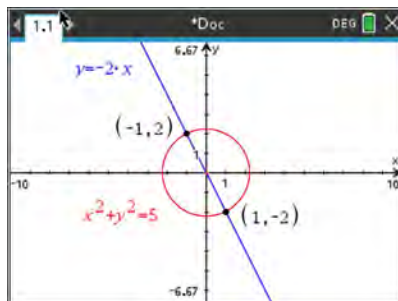 1.1 *Doc DEG
6.67 y
y=-2·x
(-1,2)
1
x
-10 1 10
x²+y²=5
(1,-2)
-6.67